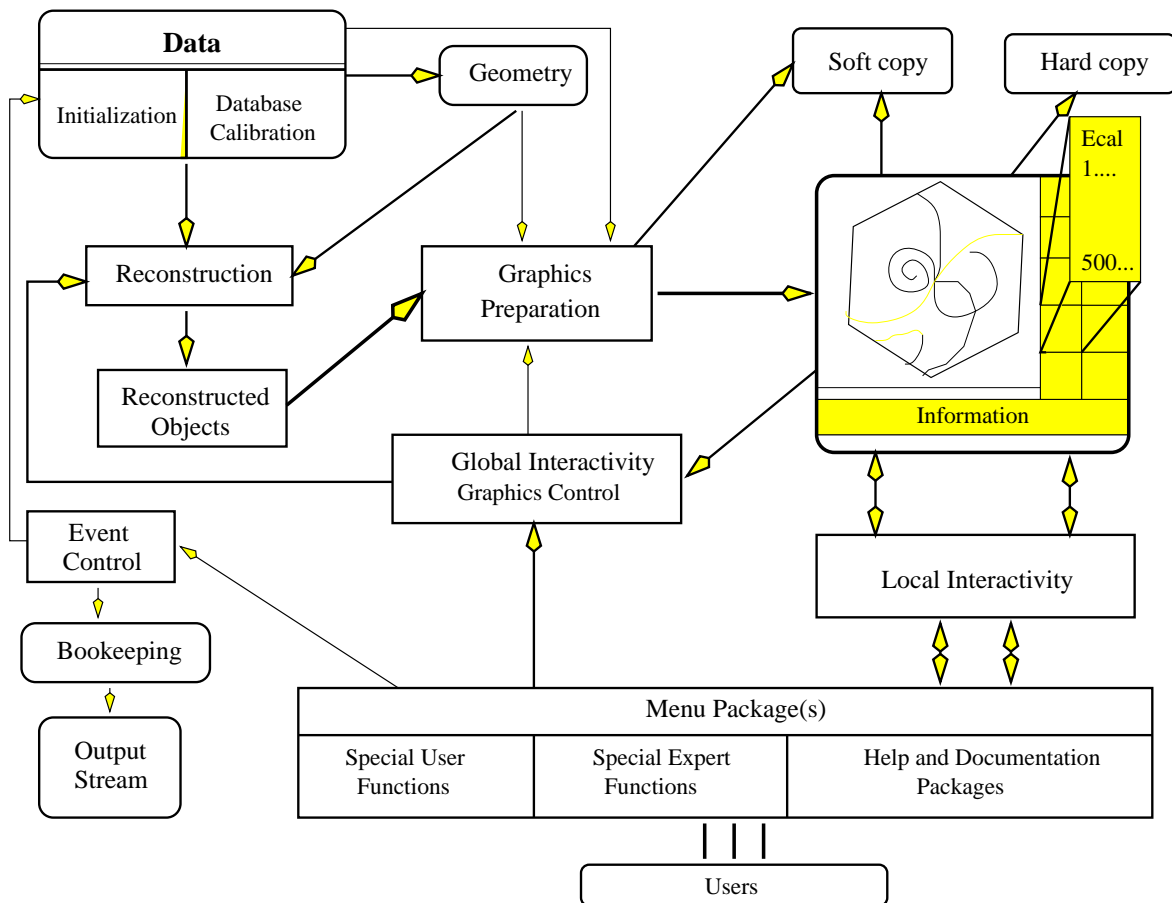 Data
Initialization
Database
Calibration
Geometry
Soft copy
Hard copy
Ecal
1....
500...
Reconstruction
Graphics
Preparation
Reconstructed
Objects
Information
Global Interactivity
Graphics Control
Event
Control
Local Interactivity
Bookeeping
Output
Stream
Menu Package(s)
Special User
Functions
Special Expert
Functions
Help and Documentation
Packages
Users